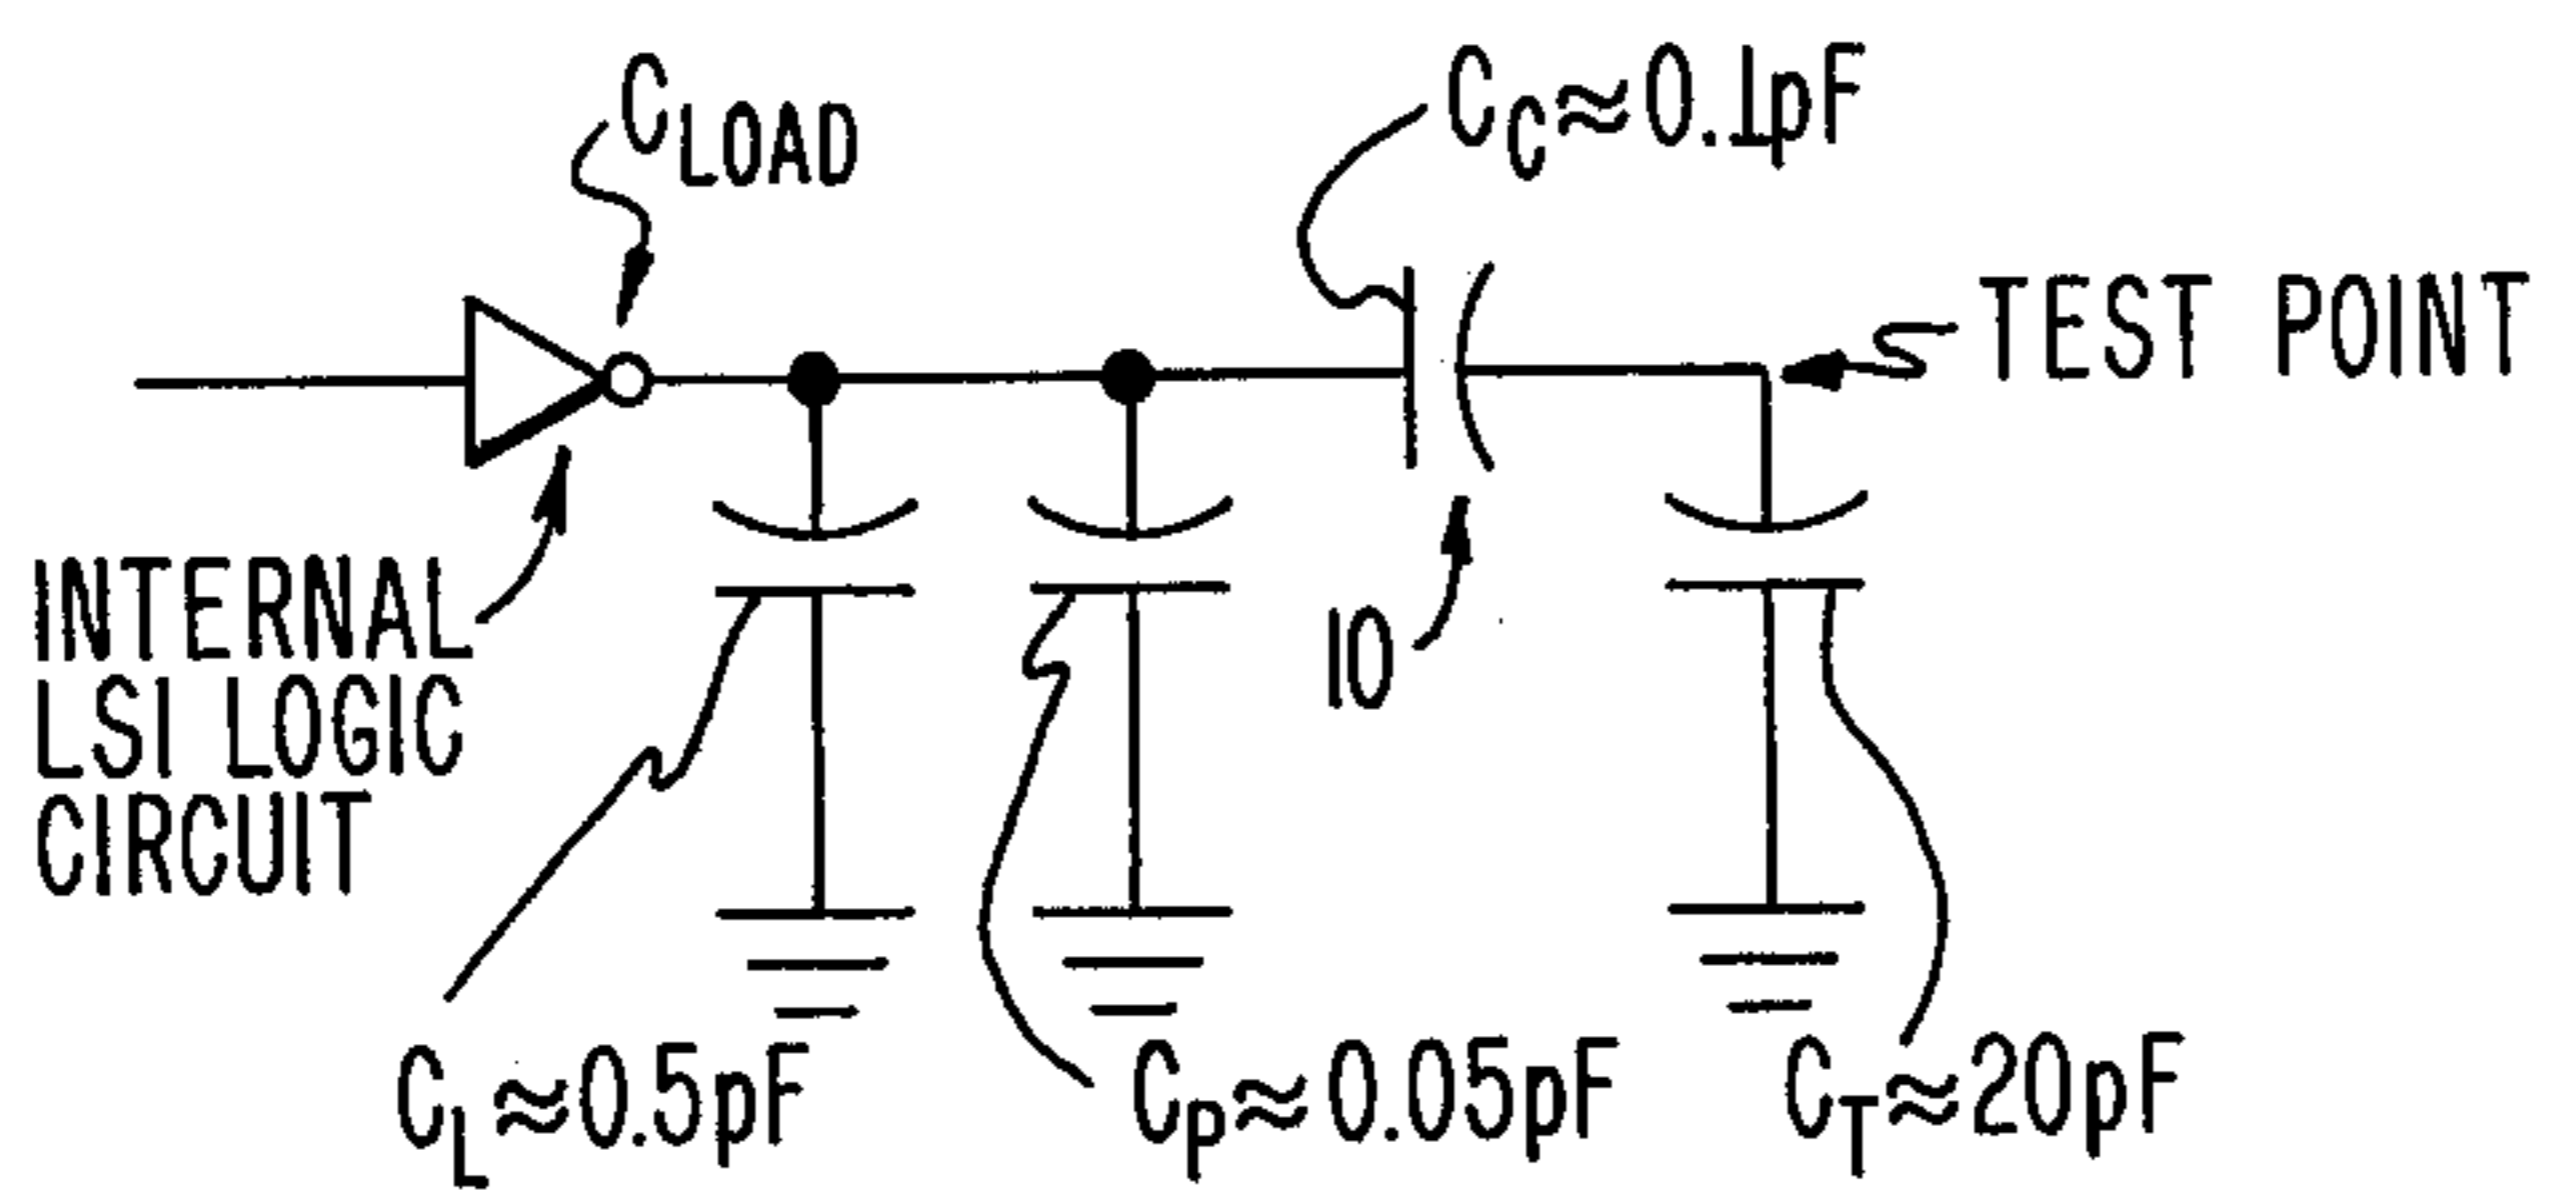 C_LOAD
C_C≈0.1pF
TEST POINT
INTERNAL
LSI LOGIC
CIRCUIT
10
C_L≈0.5pF
C_P≈0.05pF
C_T≈20pF